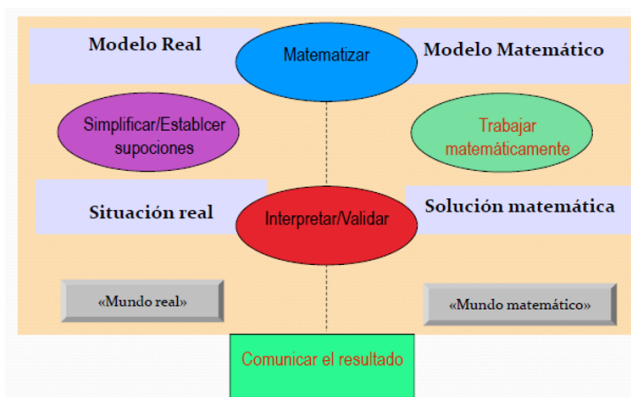 Modelo Real
Matematizar
Modelo Matemático
Simplificar/Establcer
supociones
Trabajar
matemáticamente
Situación real
Interpretar/Validar
Solución matemática
«Mundo real»
«Mundo matemático»
Comunicar el resultado